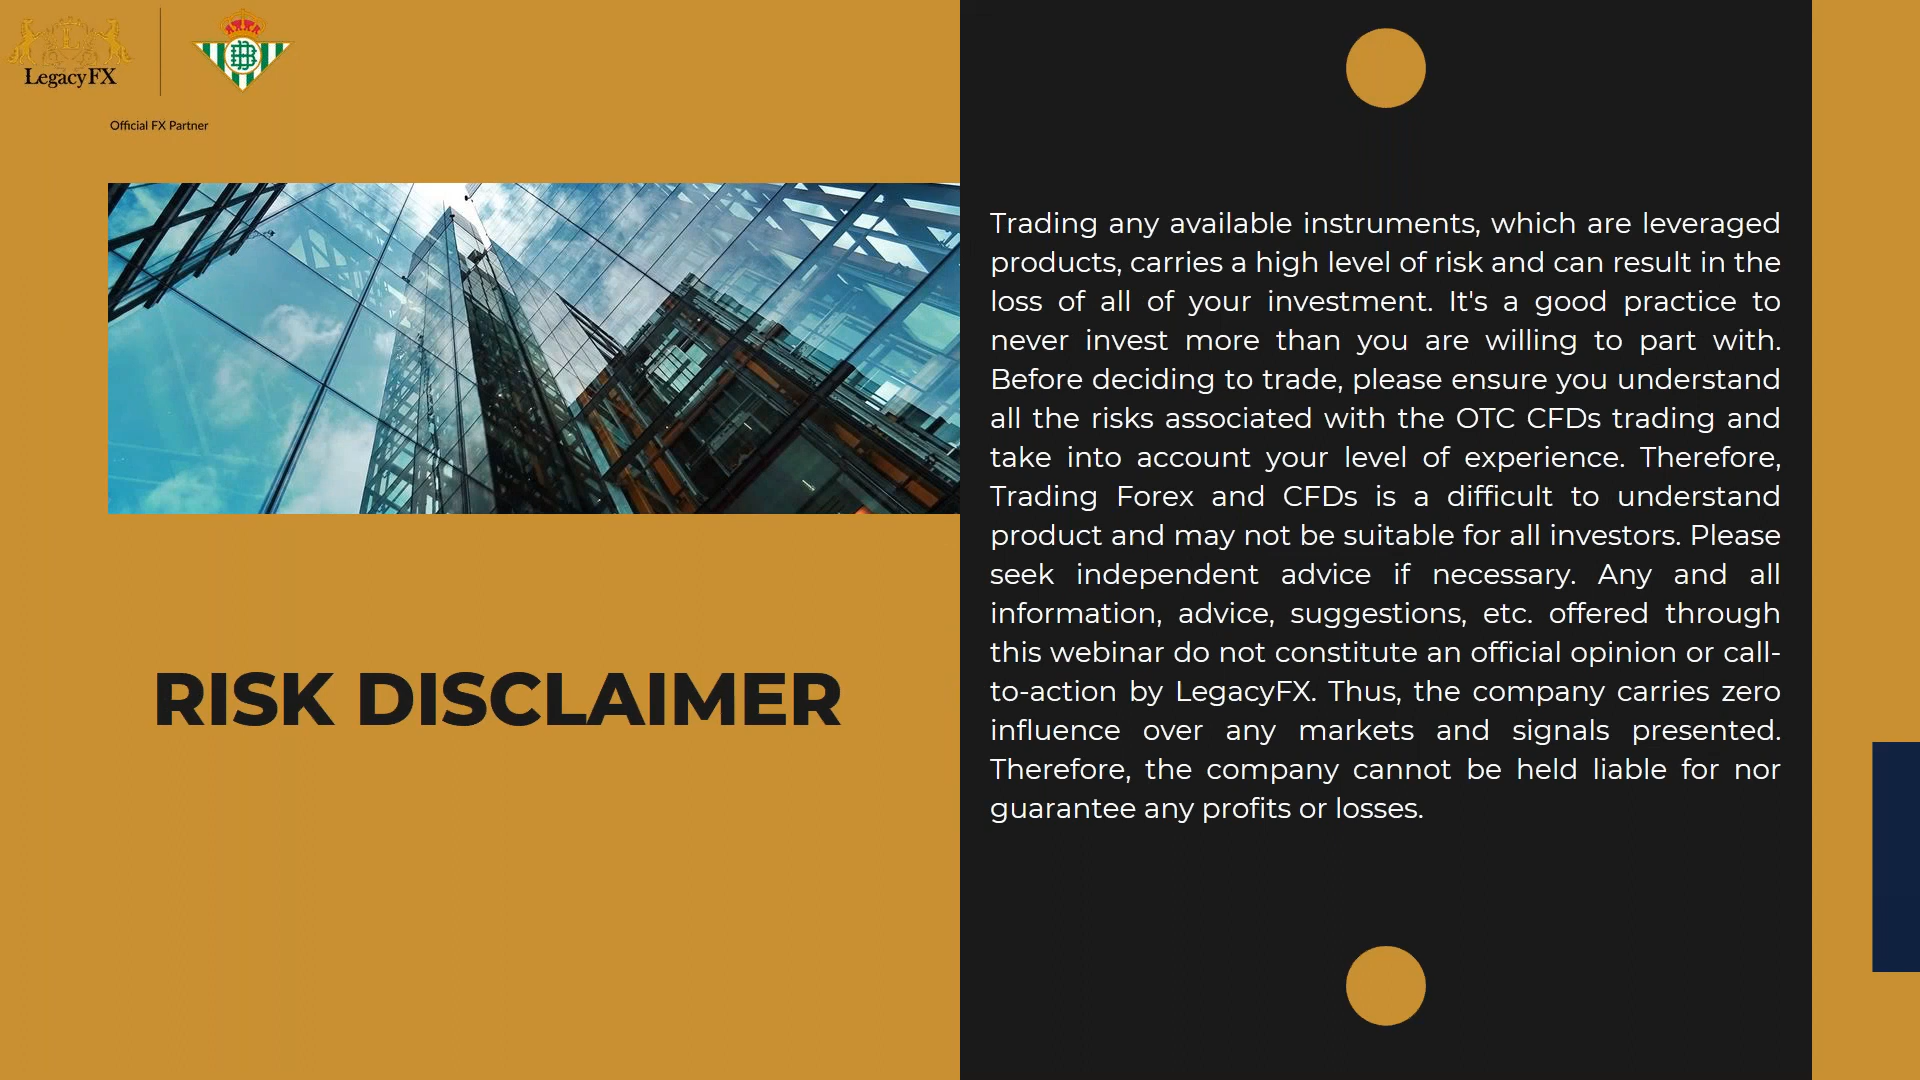 LegacyFX
Official FX Partner
RISK DISCLAIMER
Trading any available instruments, which are leveraged
products, carries a high level of risk and can result in the
loss of all of your investment. It's a good practice to
never invest more than you are willing to part with.
Before deciding to trade, please ensure you understand
all the risks associated with the OTC CFDs trading and
take into account your level of experience. Therefore,
Trading Forex and CFDs is a difficult to understand
product and may not be suitable for all investors. Please
seek independent advice if necessary. Any and all
information, advice, suggestions, etc. offered through
this webinar do not constitute an official opinion or call-
to-action by LegacyFX. Thus, the company carries zero
influence over any markets and signals presented.
Therefore, the company cannot be held liable for nor
guarantee any profits or losses.